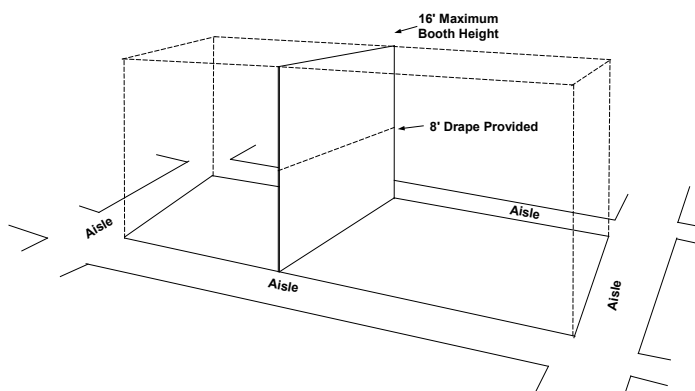 16' Maximum
Booth Height
8' Drape Provided
Aisle
Aisle
Aisle
Aisle